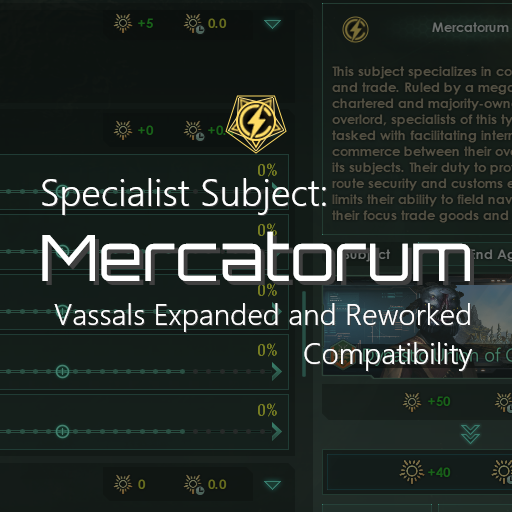 +5
0.0
Mercatorum
This subject specializes in co
and trade. Ruled by a mega
chartered and majority-own
overlord, specialists of this ty
tasked with facilitating inter
commerce between their ove
its subjects. Their duty to pro
route security and customs e
limits their ability to field nav
their focus trade goods and
+0
+0.
0%
Specialist Subject:
0%
Mercatorum
Subject
End Ag
0%
Vassals Expanded and Reworked
Compatibility
of
0%
+50
0%
+40
0
0.0